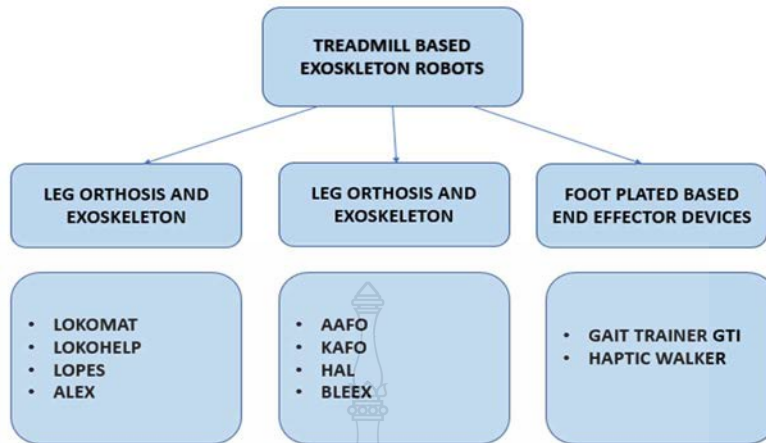 TREADMILL BASED
EXOSKLETON ROBOTS
LEG ORTHOSIS AND
EXOSKELETON
LEG ORTHOSIS AND
EXOSKELETON
FOOT PLATED BASED
END EFFECTOR DEVICES
• LOKOMAT
• LOKOHELP
• LOPES
• ALEX
• AAFO
• KAFO
• HAL
• BLEEX
• GAIT TRAINER GTI
• HAPTIC WALKER